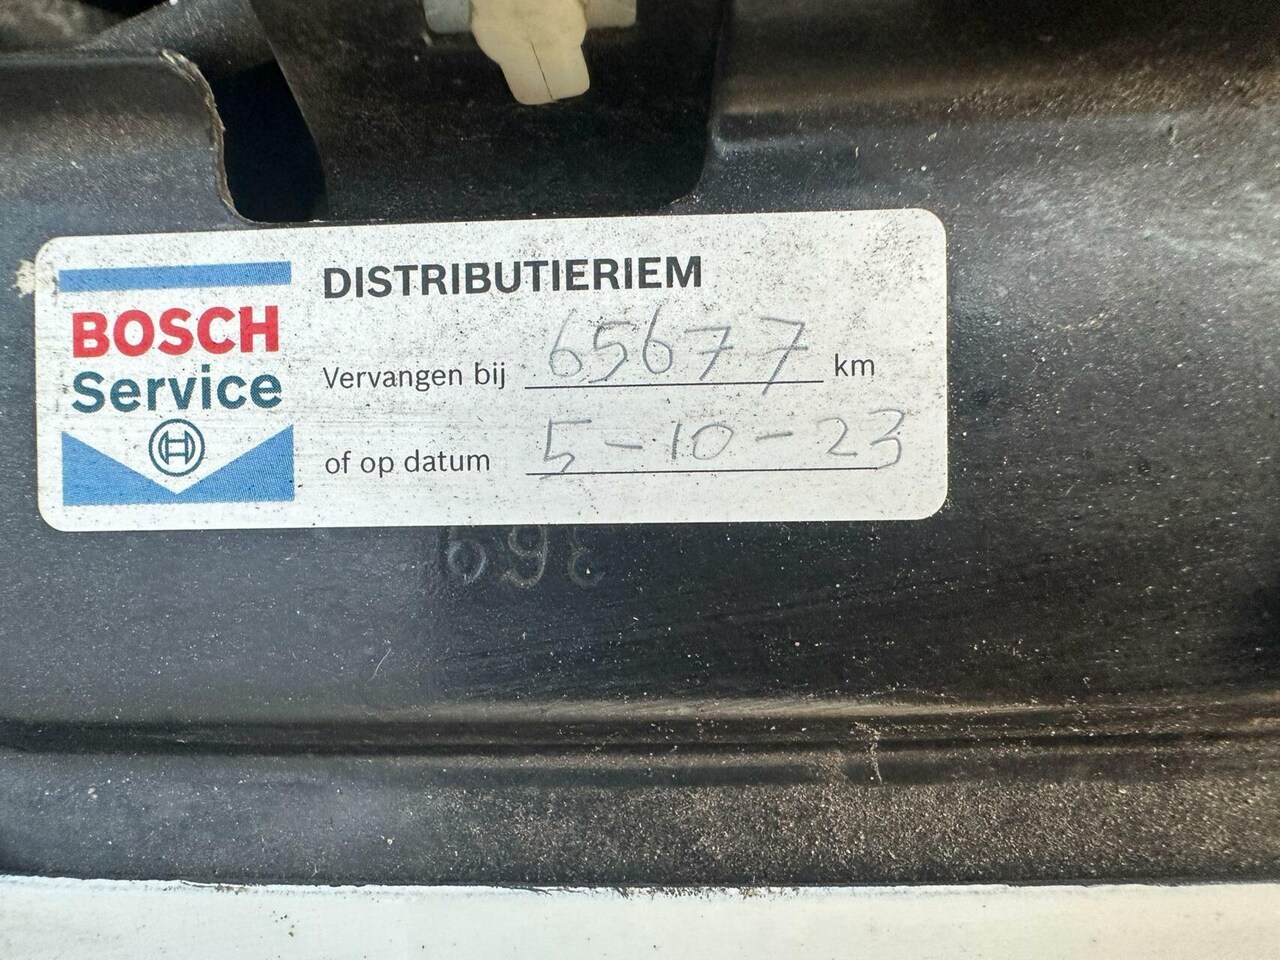 BOSCH
Service
DISTRIBUTIERIEM
Vervangen bij 65677 km
of op datum 5-10-23